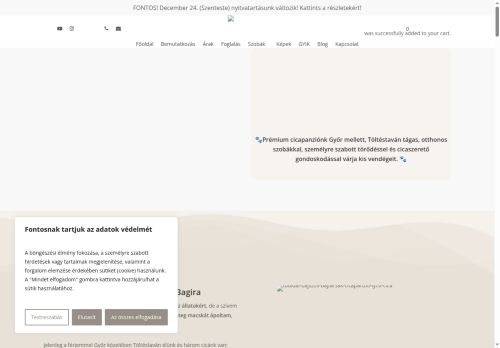 FONTOS! December 24. (Szenteste) nyitvatartásunk változik! Kattints a részletekért!
0
was successfully added to your cart.
Főoldal Bemutatkozás Árak Foglalás Szobák Képek GYIK Blog Kapcsolat
🐾Prémium cicapanziónk Győr mellett, Töltéstaván tágas, otthonos
szobákkal, személyre szabott törődéssel és cicaszerető
gondoskodással várja kis vendégeit. 🐾
Fontosnak tartjuk az adatok védelmét
A böngészési élmény fokozása, a személyre szabott
hirdetések vagy tartalmak megjelenítése, valamint a
forgalom elemzése érdekében sütiket (cookie) használunk.
A "Mindet elfogadom" gombra kattintva hozzájárulhat a
sütik használatához.
Testreszabás Elutasít Az összes elfogadása
Bagira
állatokért, de a szívem
macskát ápoltam,
Jelenleg a férjemmel Győr közelében Töltéstaván élünk és három cicánk van: